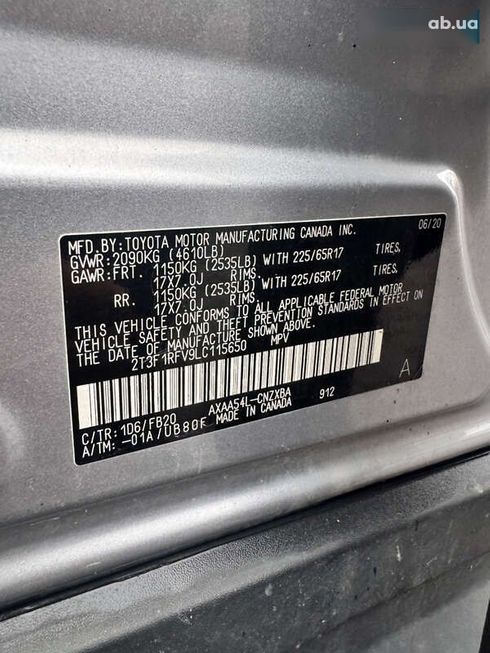 ab.ua
06/20
MFD.BY:TOYOTA MOTOR MANUFACTURING CANADA INC.
GVWR:2090KG (4610LB)
GAWR:FRT. 1150KG (2535LB) WITH 225/65R17 TIRES,
17X7.0J RIMS,
RR. 1150KG (2535LB) WITH 225/65R17 TIRES,
17X7.0J RIMS,
THIS VEHICLE CONFORMS TO ALL APPLICABLE FEDERAL MOTOR
VEHICLE SAFETY AND THEFT PREVENTION STANDARDS IN EFFECT
ON THE DATE OF MANUFACTURE SHOWN ABOVE.
2T3F1RFV9LC115650 MPV
C/TR: 1D6/FB20 AXAA54L-CNZXBA 912 A
A/TM: -01A/UB80F MADE IN CANADA